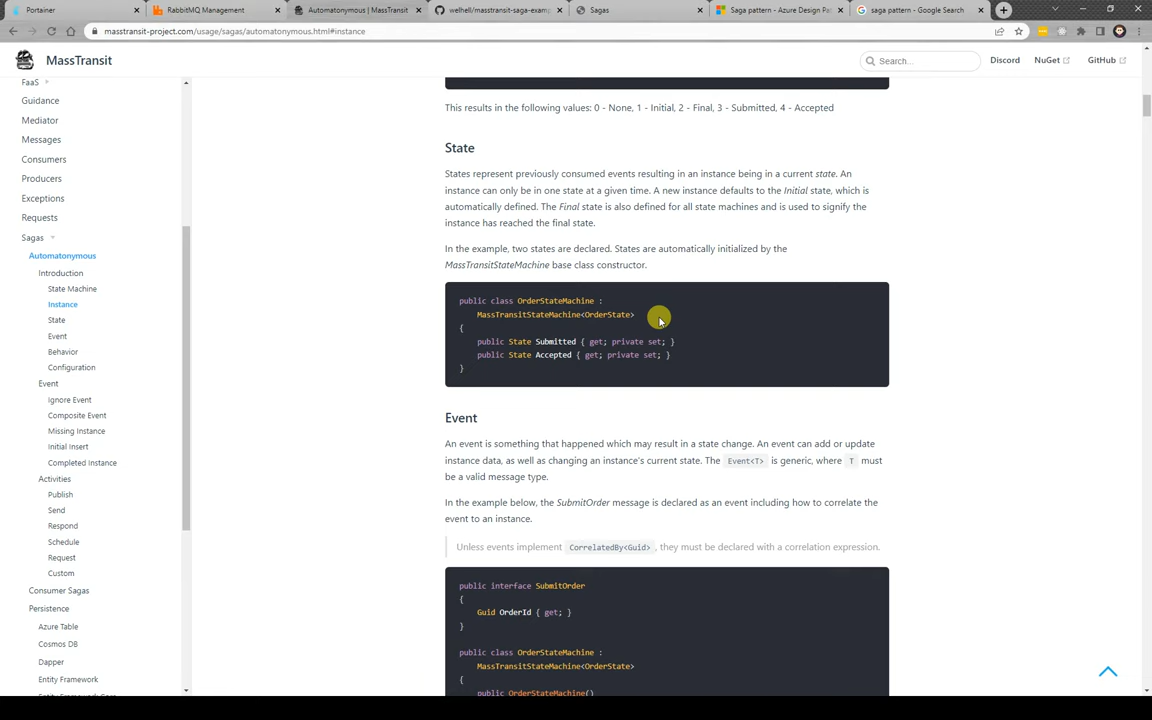 Portainer
RabbitMQ Management
Automatonymous | MassTransit
welhell/masstransit-saga-exam
Sagas
Saga pattern - Azure Design Pa
saga pattern - Google Search
masstransit-project.com/usage/sagas/automatonymous.html#instance
MassTransit
Search...
Discord
NuGet
GitHub
FaaS
Guidance
Mediator
Messages
Consumers
Producers
Exceptions
Requests
Sagas
Automatonymous
Introduction
State Machine
Instance
State
Event
Behavior
Configuration
Event
Ignore Event
Composite Event
Missing Instance
Initial Insert
Completed Instance
Activities
Publish
Send
Respond
Schedule
Request
Custom
Consumer Sagas
Persistence
Azure Table
Cosmos DB
Dapper
Entity Framework
Entity Framework Core
This results in the following values: 0 - None, 1 - Initial, 2 - Final, 3 - Submitted, 4 - Accepted
State
States represent previously consumed events resulting in an instance being in a current state. An
instance can only be in one state at a given time. A new instance defaults to the Initial state, which is
automatically defined. The Final state is also defined for all state machines and is used to signify the
instance has reached the final state.
In the example, two states are declared. States are automatically initialized by the
MassTransitStateMachine base class constructor.
public class OrderStateMachine :
MassTransitStateMachine<OrderState>
{
public State Submitted { get; private set; }
public State Accepted { get; private set; }
}
Event
An event is something that happened which may result in a state change. An event can add or update
instance data, as well as changing an instance's current state. The Event<T> is generic, where T must
be a valid message type.
In the example below, the SubmitOrder message is declared as an event including how to correlate the
event to an instance.
Unless events implement CorrelatedBy<Guid>, they must be declared with a correlation expression.
public interface SubmitOrder
{
Guid OrderId { get; }
}
public class OrderStateMachine :
MassTransitStateMachine<OrderState>
{
public OrderStateMachine()